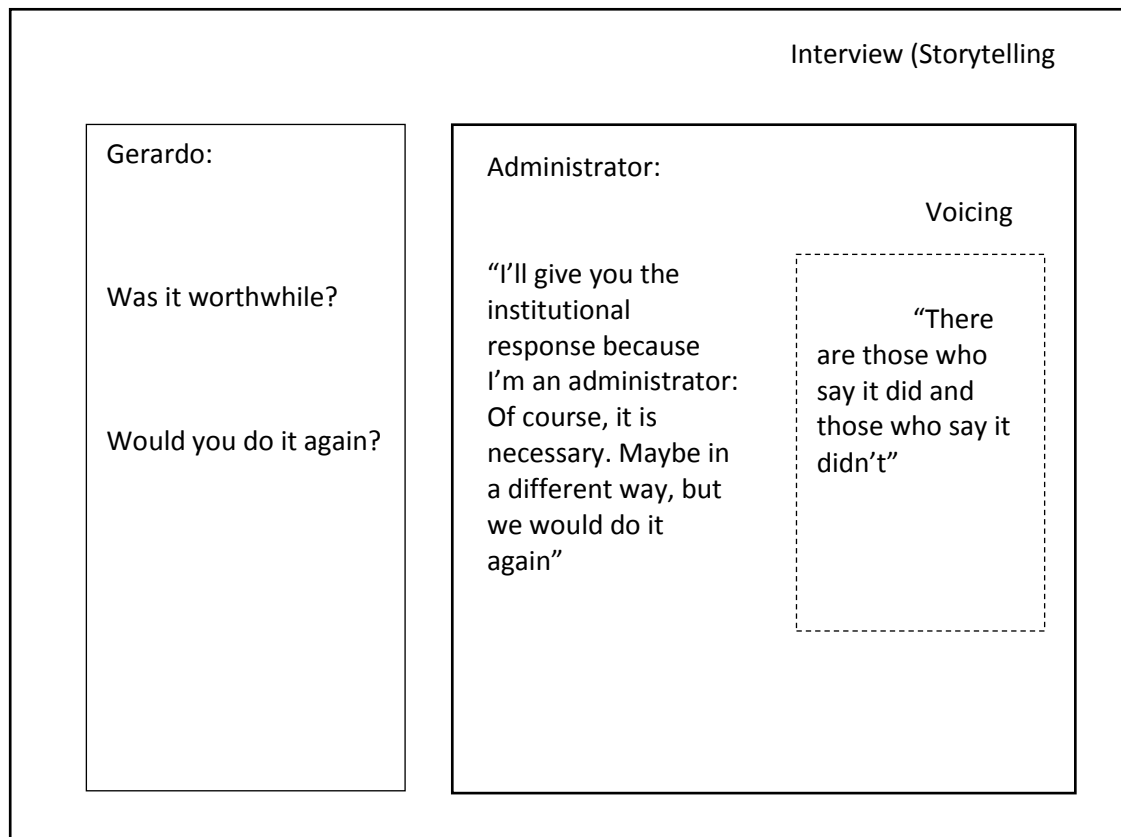 Interview (Storytelling
Gerardo:
Was it worthwhile?
Would you do it again?
Administrator:
“I’ll give you the
institutional
response because
I’m an administrator:
Of course, it is
necessary. Maybe in
a different way, but
we would do it
again”
Voicing
“There
are those who
say it did and
those who say it
didn’t”